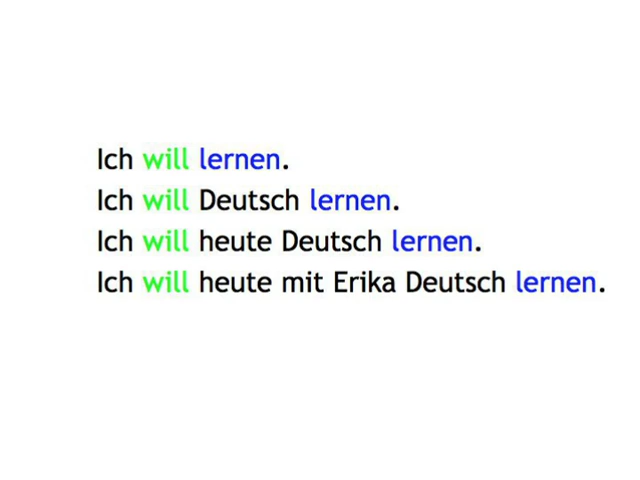 Ich will lernen.
Ich will Deutsch lernen.
Ich will heute Deutsch lernen.
Ich will heute mit Erika Deutsch lernen.